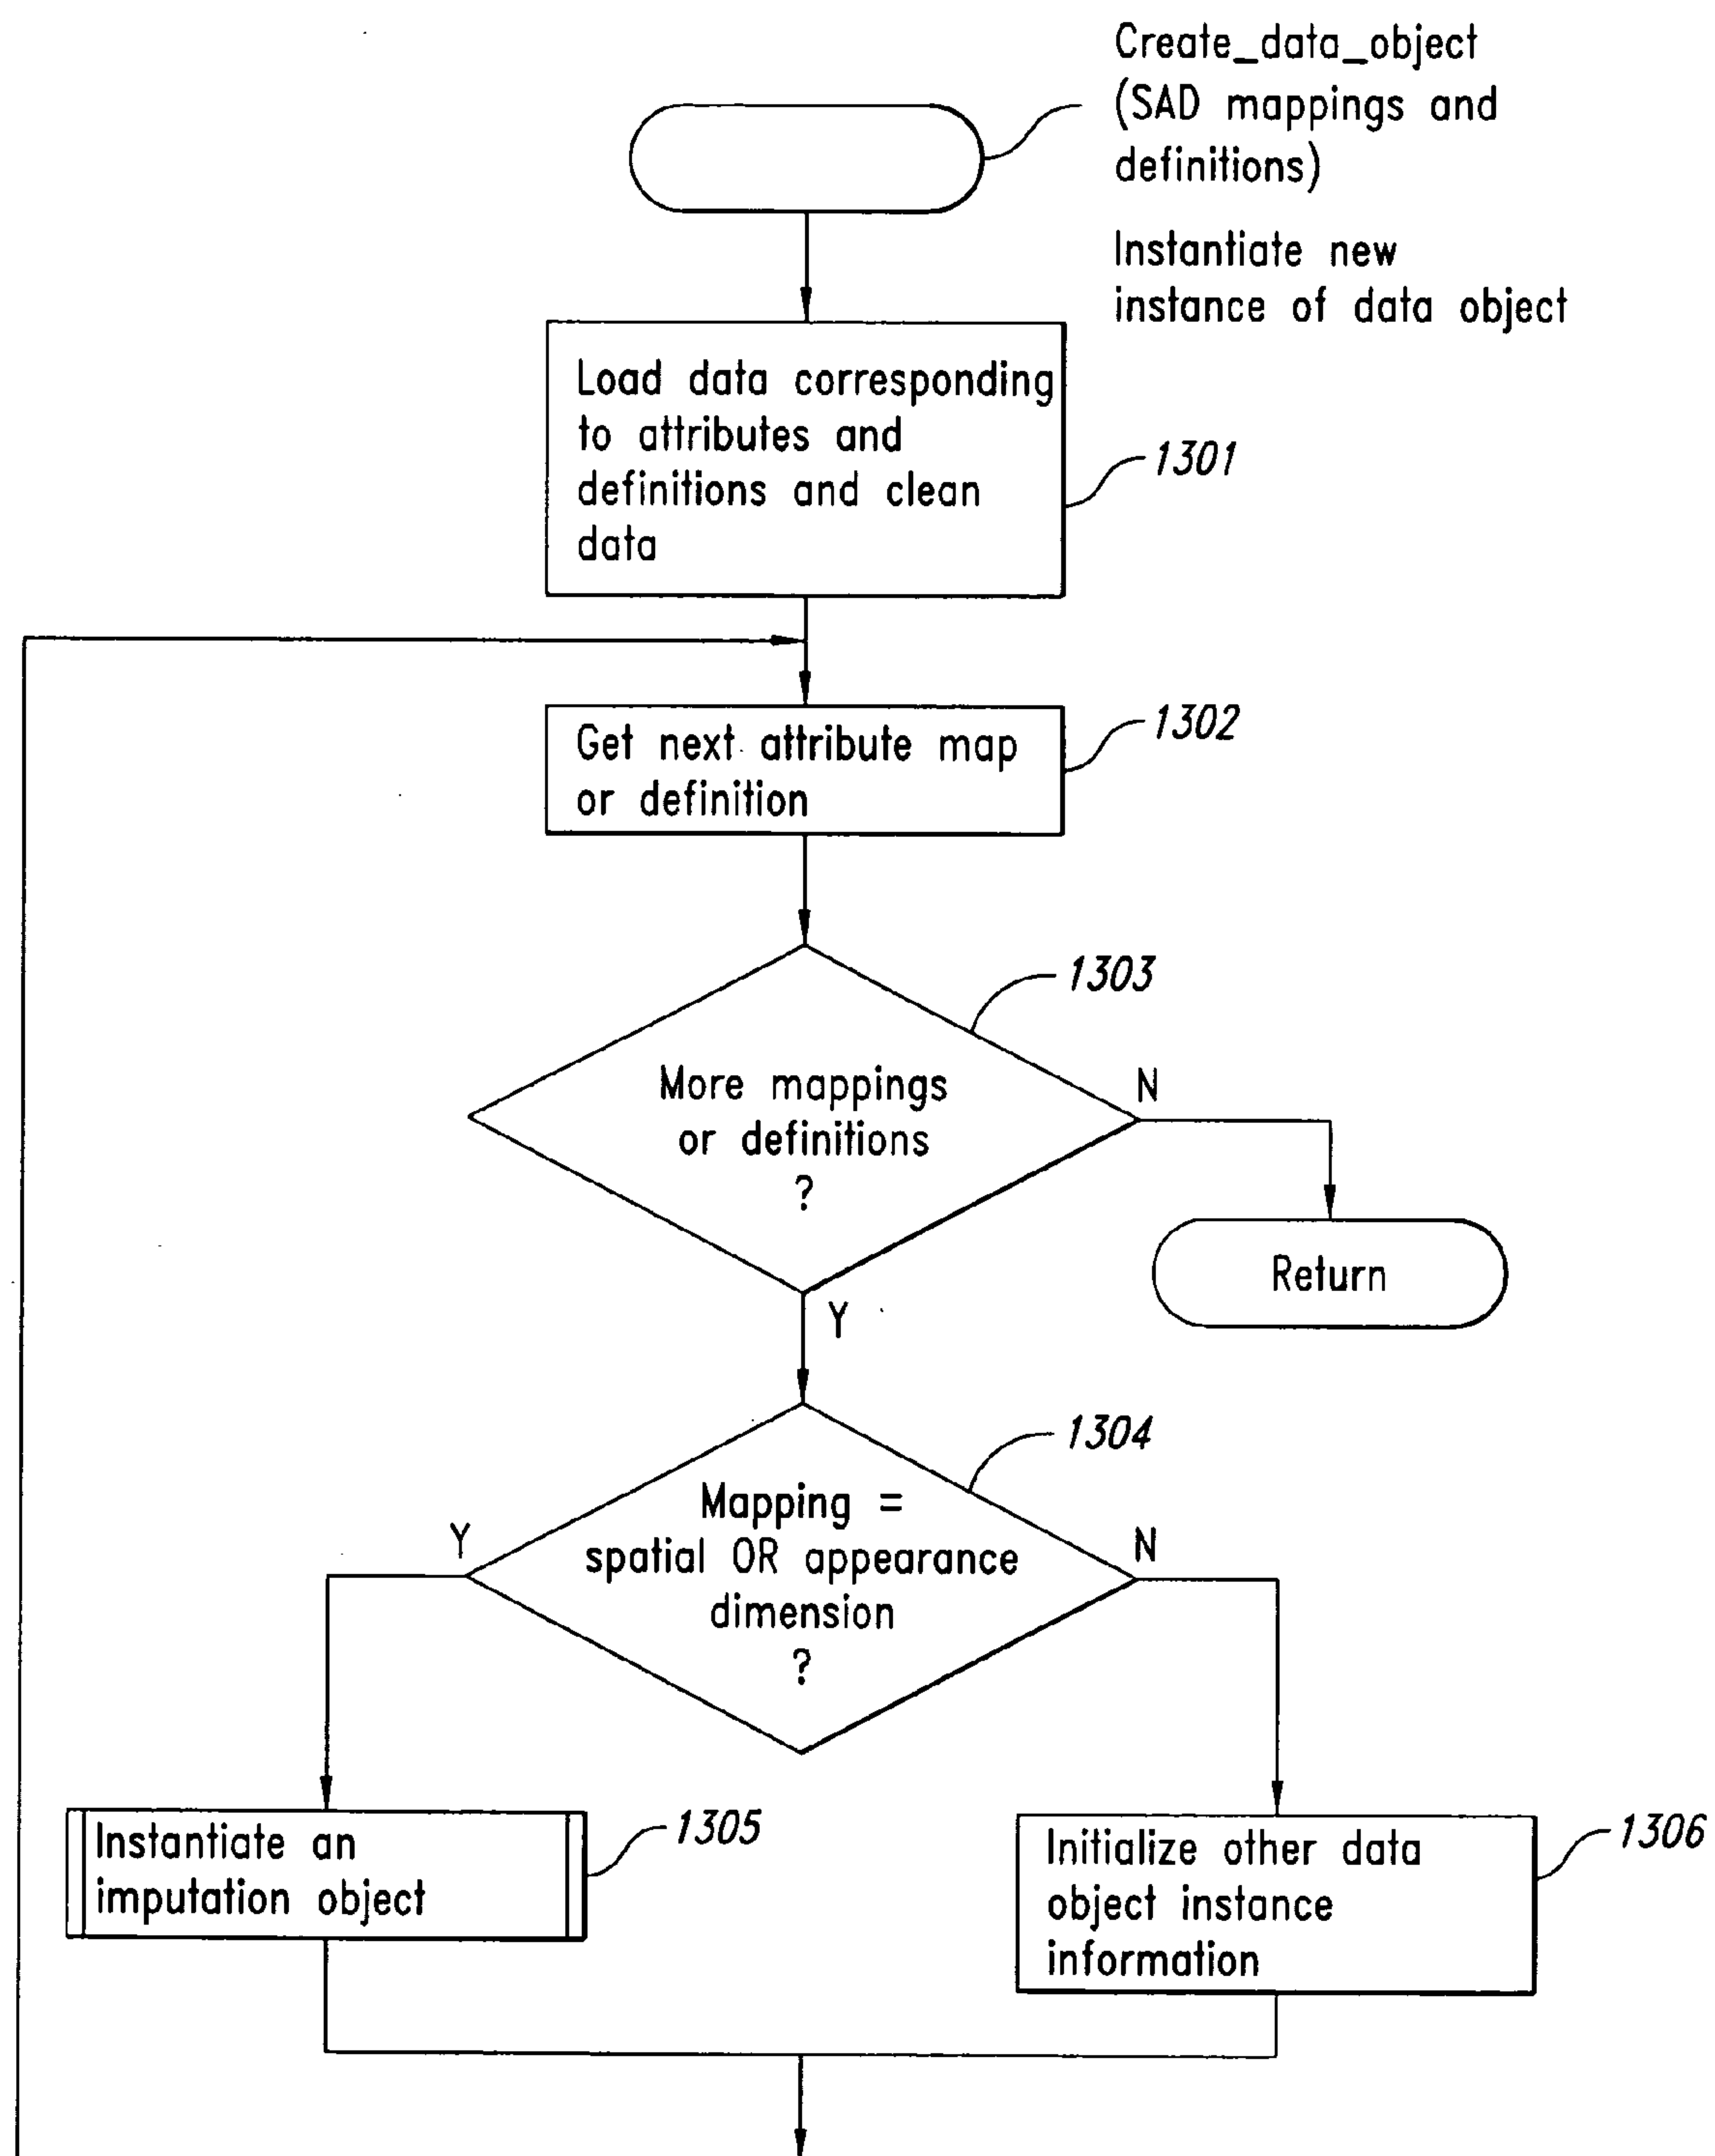 Create_data_object
(SAD mappings and
definitions)
Instantiate new
instance of data object
Load data corresponding
to attributes and
definitions and clean
data
1301
Get next attribute map
or definition
1302
1303
More mappings
or definitions
?
N
Return
Y
1304
Mapping =
spatial OR appearance
dimension
?
Y
N
Instantiate an
imputation object
1305
Initialize other data
object instance
information
1306